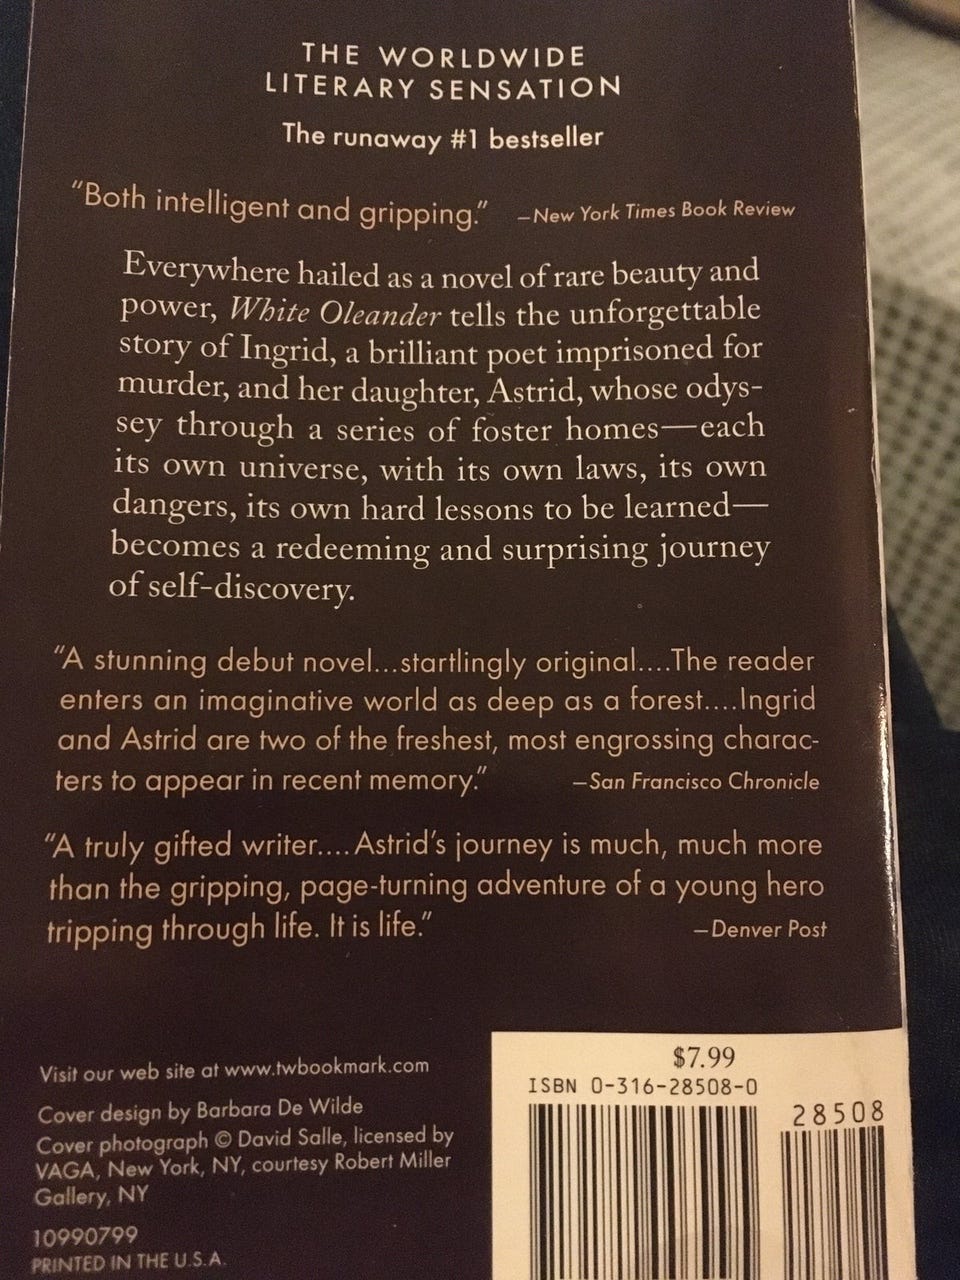 THE WORLDWIDE
LITERARY SENSATION
The runaway #1 bestseller
“Both intelligent and gripping.” –New York Times Book Review
Everywhere hailed as a novel of rare beauty and
power, White Oleander tells the unforgettable
story of Ingrid, a brilliant poet imprisoned for
murder, and her daughter, Astrid, whose odys-
sey through a series of foster homes—each
its own universe, with its own laws, its own
dangers, its own hard lessons to be learned—
becomes a redeeming and surprising journey
of self-discovery.
“A stunning debut novel...startlingly original....The reader
enters an imaginative world as deep as a forest....Ingrid
and Astrid are two of the freshest, most engrossing charac-
ters to appear in recent memory.” –San Francisco Chronicle
“A truly gifted writer.... Astrid’s journey is much, much more
than the gripping, page-turning adventure of a young hero
tripping through life. It is life.” –Denver Post
Visit our web site at www.twbookmark.com
Cover design by Barbara De Wilde
Cover photograph © David Salle, licensed by
VAGA, New York, NY, courtesy Robert Miller
Gallery, NY
10990799
PRINTED IN THE U.S.A.
$7.99
ISBN 0-316-28508-0
28508